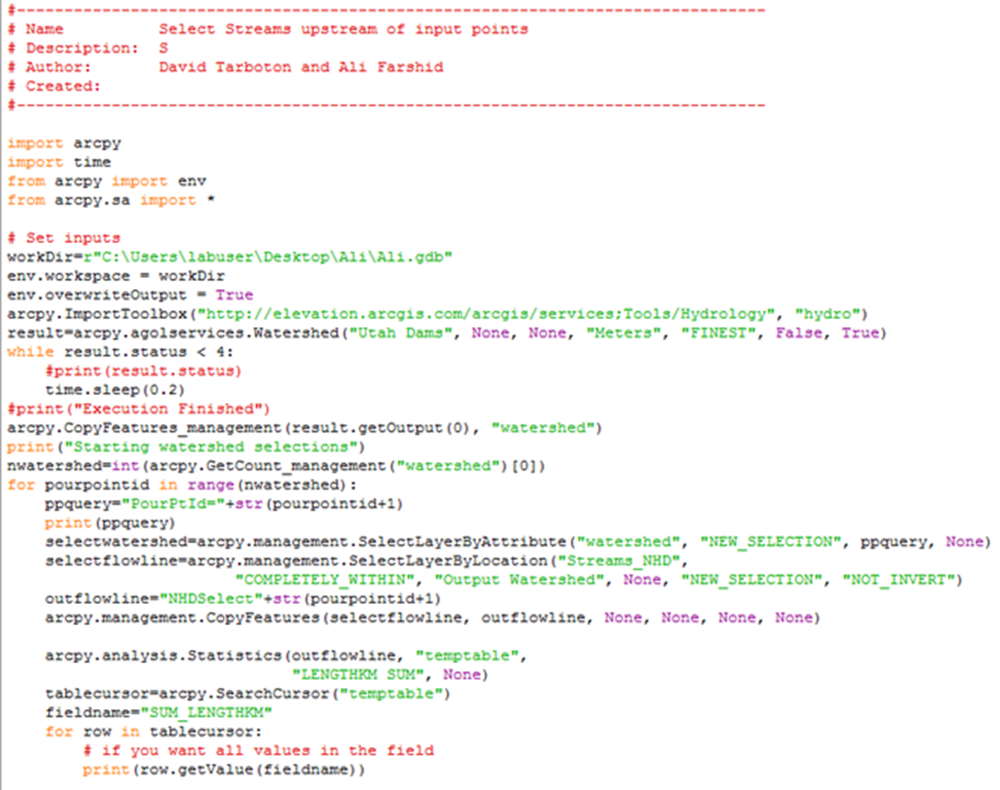 #-------------------------------------------------------------------------------
# Name          Select Streams upstream of input points
# Description:  S
# Author:       David Tarboton and Ali Farshid
# Created:
#-------------------------------------------------------------------------------
import arcpy
import time
from arcpy import env
from arcpy.sa import *
# Set inputs
workDir=r"C:\Users\labuser\Desktop\Ali\Ali.gdb"
env.workspace = workDir
env.overwriteOutput = True
arcpy.ImportToolbox("http://elevation.arcgis.com/arcgis/services;Tools/Hydrology", "hydro")
result=arcpy.agolservices.Watershed("Utah Dams", None, None, "Meters", "FINEST", False, True)
while result.status < 4:
    #print(result.status)
    time.sleep(0.2)
#print("Execution Finished")
arcpy.CopyFeatures_management(result.getOutput(0), "watershed")
print("Starting watershed selections")
nwatershed=int(arcpy.GetCount_management("watershed")[0])
for pourpointid in range(nwatershed):
    ppquery="PourPtId="+str(pourpointid+1)
    print(ppquery)
    selectwatershed=arcpy.management.SelectLayerByAttribute("watershed", "NEW_SELECTION", ppquery, None)
    selectflowline=arcpy.management.SelectLayerByLocation("Streams_NHD",
                        "COMPLETELY_WITHIN", "Output Watershed", None, "NEW_SELECTION", "NOT_INVERT")
    outflowline="NHDSelect"+str(pourpointid+1)
    arcpy.management.CopyFeatures(selectflowline, outflowline, None, None, None, None)
    arcpy.analysis.Statistics(outflowline, "temptable",
                              "LENGTHKM SUM", None)
    tablecursor=arcpy.SearchCursor("temptable")
    fieldname="SUM_LENGTHKM"
    for row in tablecursor:
        # if you want all values in the field
        print(row.getValue(fieldname))